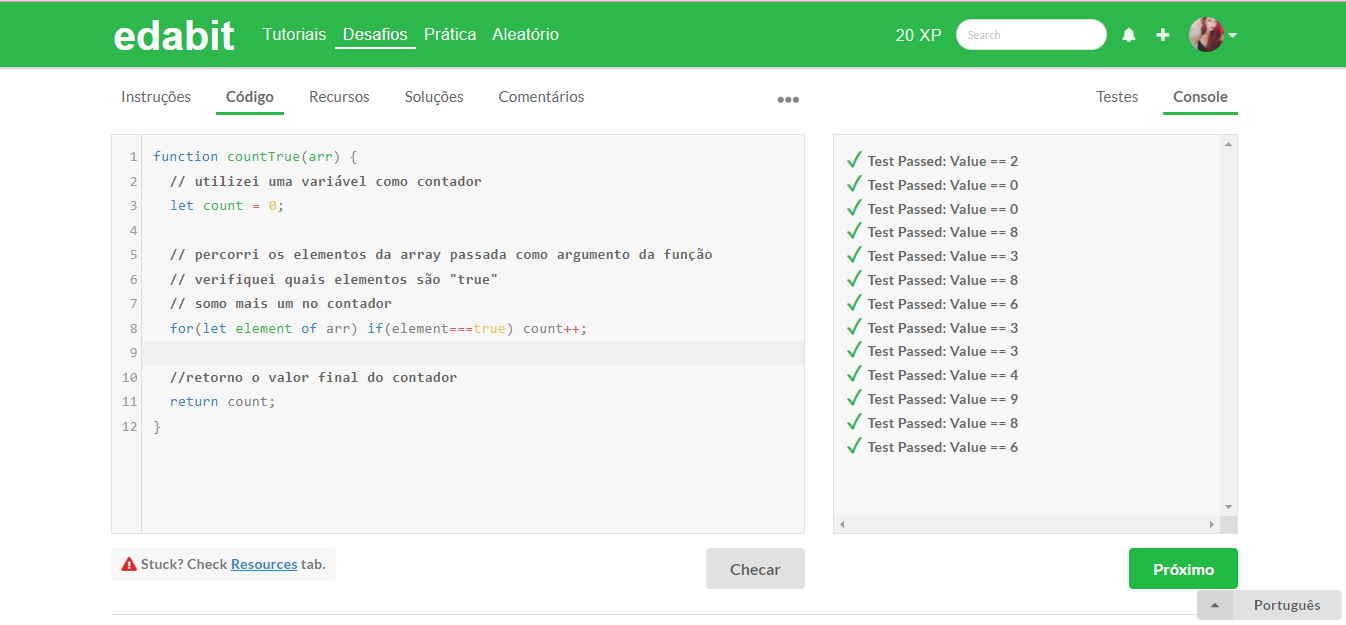 edabit Tutoriais Desafios Prática Aleatório 20 XP Search
Instruções Código Recursos Soluções Comentários Testes Console
1 function countTrue(arr) {
2 // utilizei uma variável como contador
3 let count = 0;
4
5 // percorri os elementos da array passada como argumento da função
6 // verifiquei quais elementos são "true"
7 // somo mais um no contador
8 for(let element of arr) if(element===true) count++;
9
10 //retorno o valor final do contador
11 return count;
12 }
Test Passed: Value == 2
Test Passed: Value == 0
Test Passed: Value == 0
Test Passed: Value == 8
Test Passed: Value == 3
Test Passed: Value == 8
Test Passed: Value == 6
Test Passed: Value == 3
Test Passed: Value == 3
Test Passed: Value == 4
Test Passed: Value == 9
Test Passed: Value == 8
Test Passed: Value == 6
Stuck? Check Resources tab.
Checar
Próximo
Português